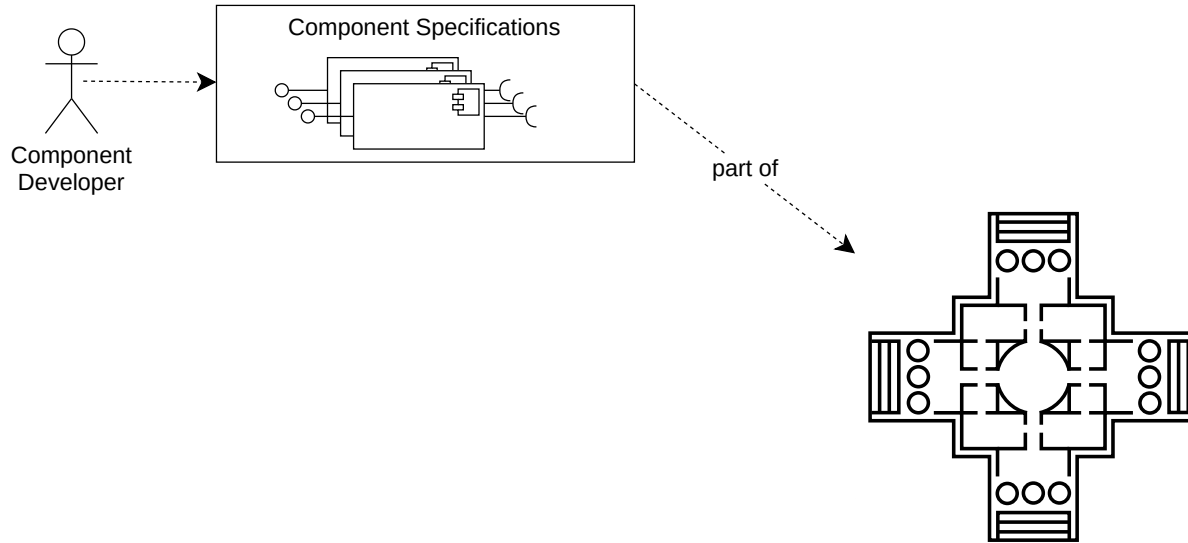 Component Specifications
Component
Developer
part of